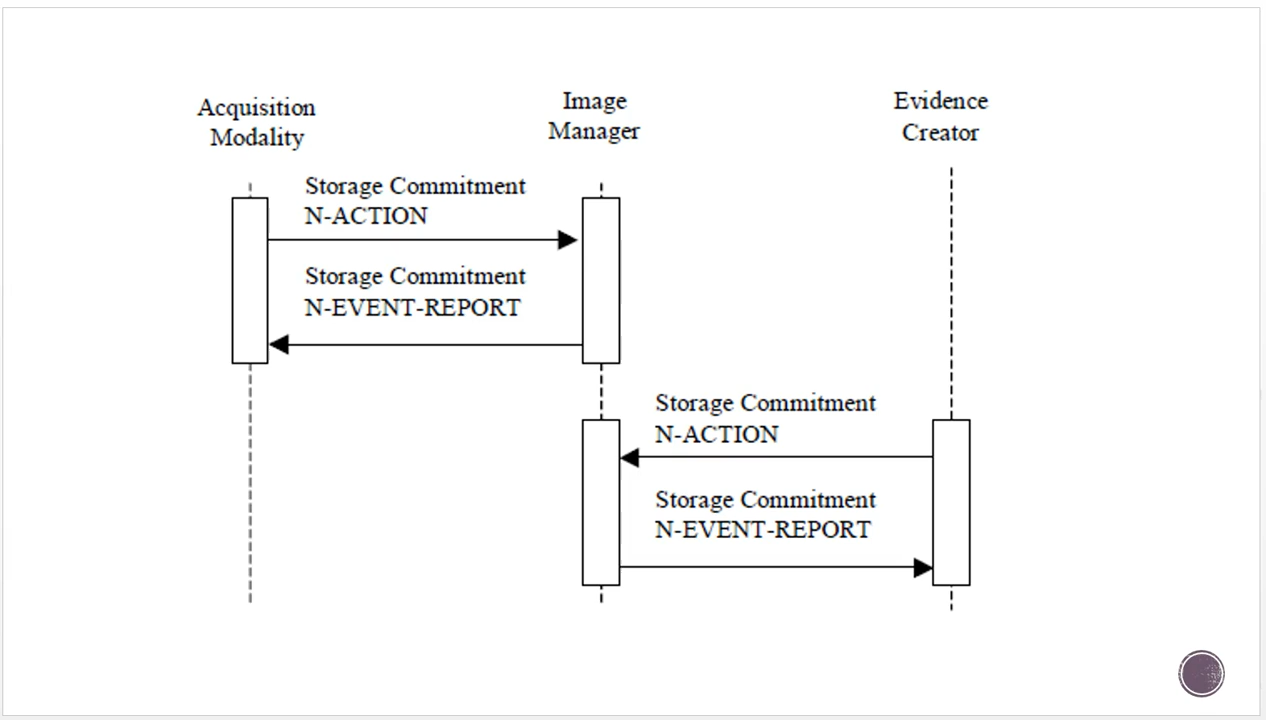 Acquisition
Modality
Image
Manager
Evidence
Creator
Storage Commitment
N-ACTION
Storage Commitment
N-EVENT-REPORT
Storage Commitment
N-ACTION
Storage Commitment
N-EVENT-REPORT